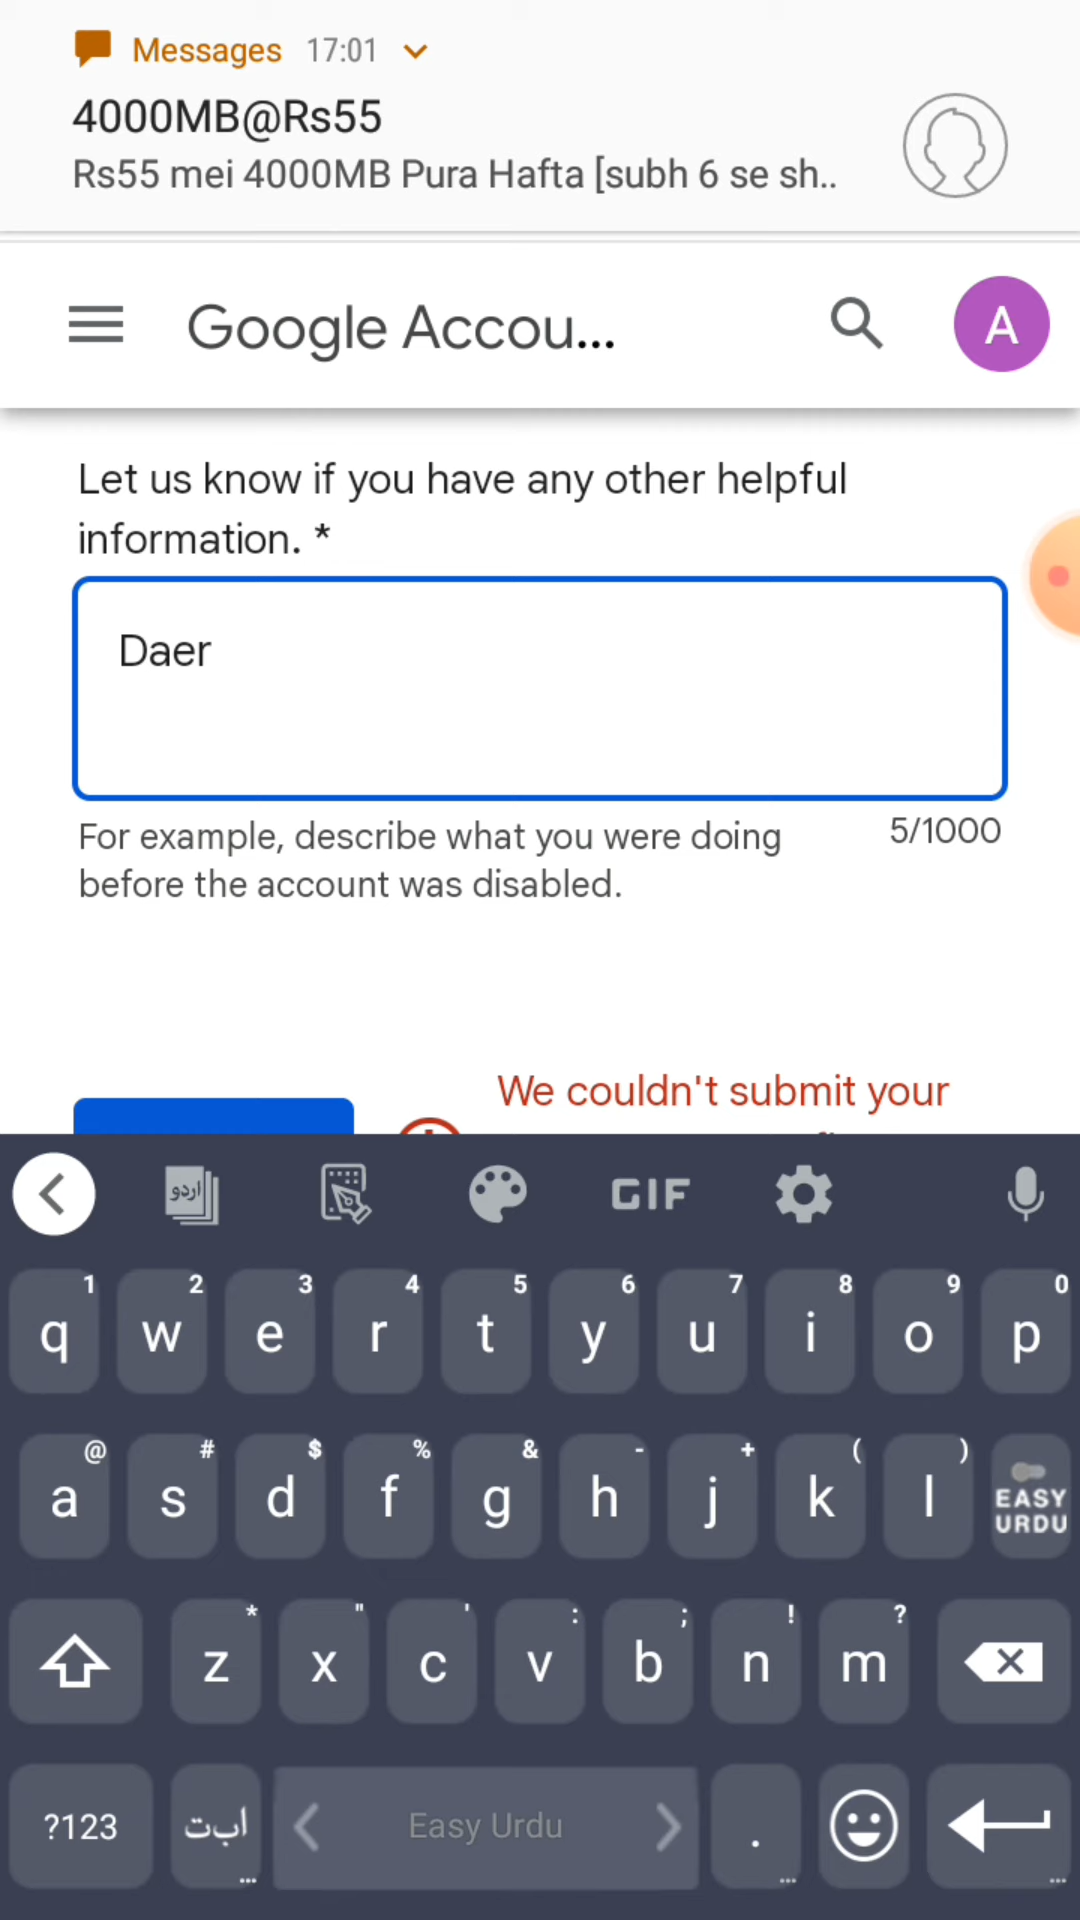 Messages 17:01
4000MB@Rs55
Rs55 mei 4000MB Pura Hafta [subh 6 se sh..
Google Accou...
A
Let us know if you have any other helpful
information. *
Daer
For example, describe what you were doing
before the account was disabled.
5/1000
We couldn't submit your
اردو
GIF
1 2 3 4 5 6 7 8 9 0
q w e r t y u i o p
@ # $ % & - + ( )
a s d f g h j k l
EASY
URDU
* " ' : ; ! ?
z x c v b n m
?123 ا ب ت Easy Urdu .